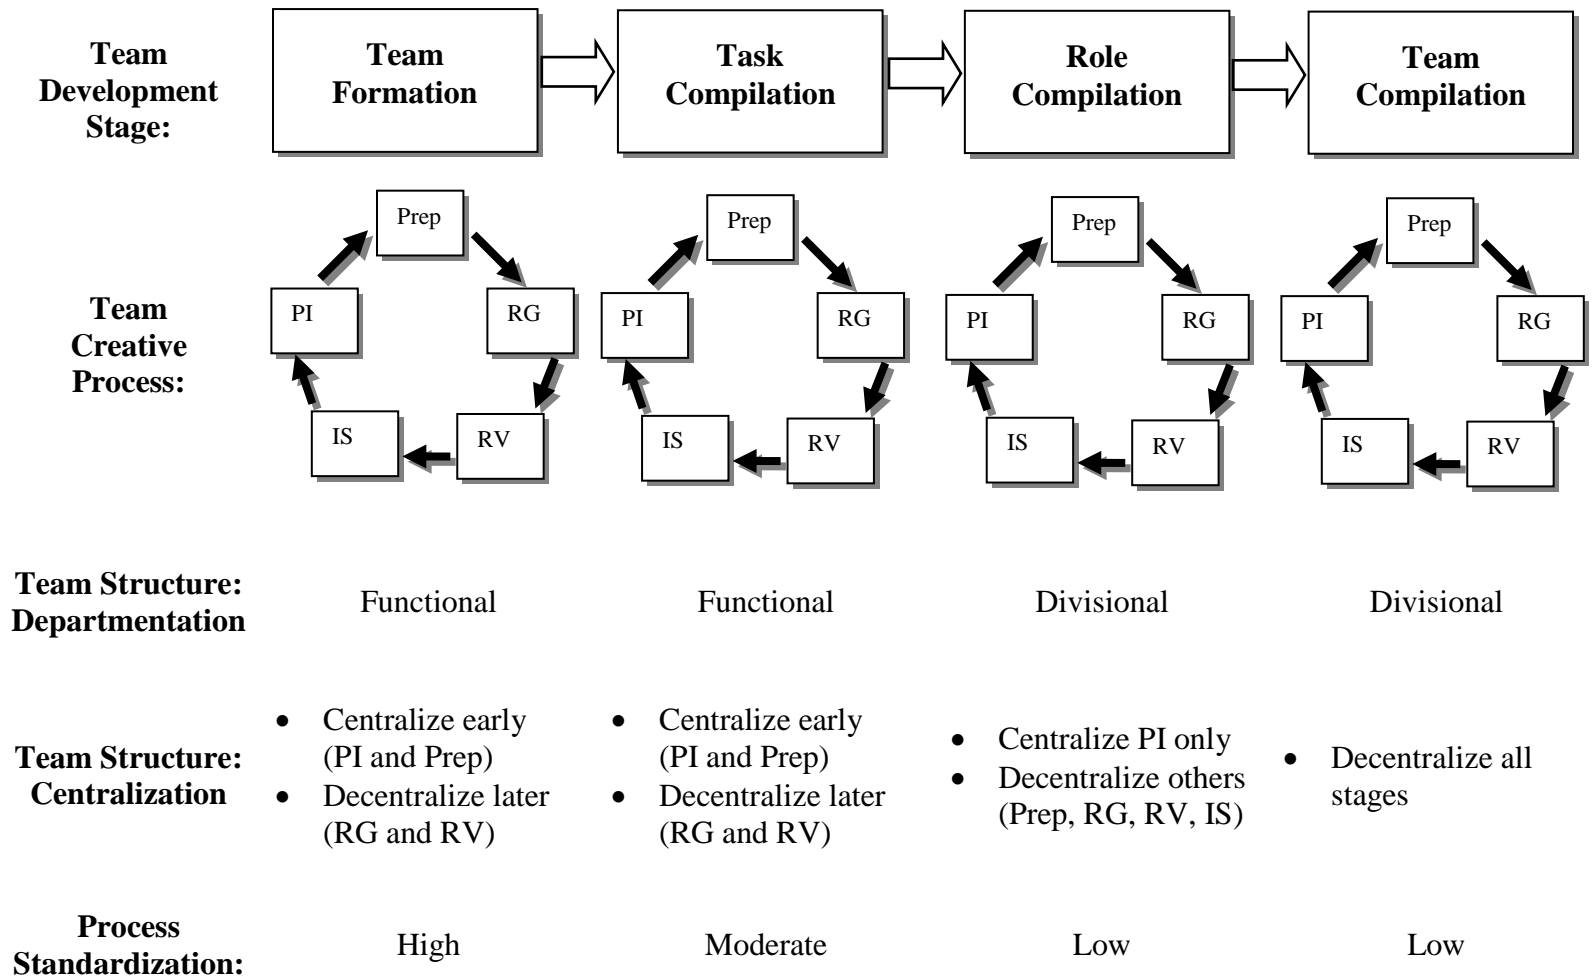 Team
Development
Stage:
Team
Formation
Task
Compilation
Role
Compilation
Team
Compilation
Team
Creative
Process:
Prep
RG
RV
IS
PI
Prep
RG
RV
IS
PI
Prep
RG
RV
IS
PI
Prep
RG
RV
IS
PI
Team Structure:
Departmentation
Functional
Functional
Divisional
Divisional
Team Structure:
Centralization
• Centralize early
(PI and Prep)
• Decentralize later
(RG and RV)
• Centralize early
(PI and Prep)
• Decentralize later
(RG and RV)
• Centralize PI only
• Decentralize others
(Prep, RG, RV, IS)
• Decentralize all
stages
Process
Standardization:
High
Moderate
Low
Low